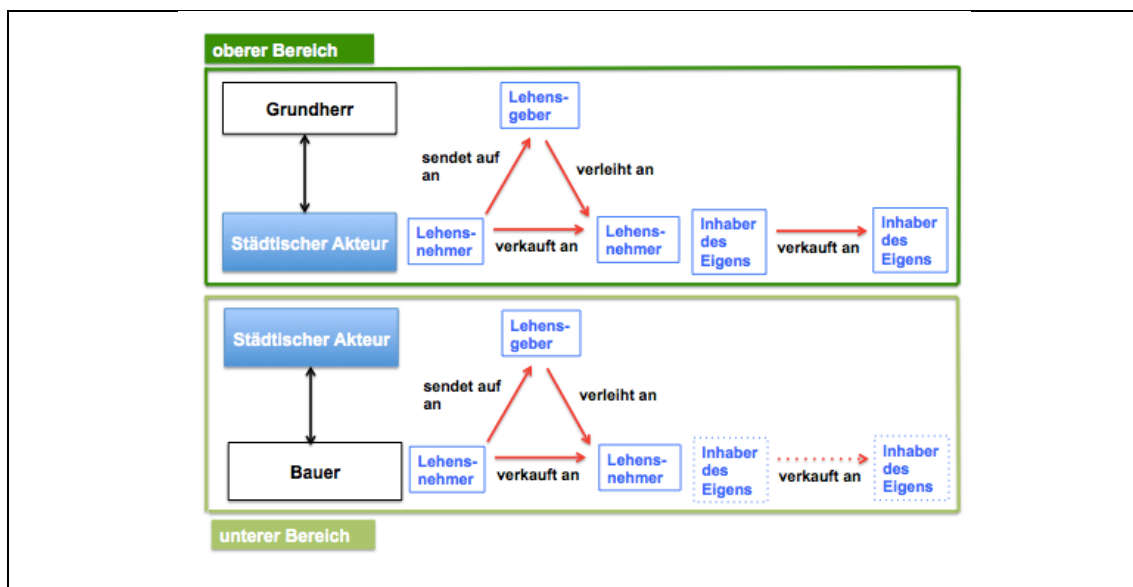 oberer Bereich
Grundherr
Lehens-
geber
sendet auf
an
verleiht an
Städtischer Akteur
Lehens-
nehmer
verkauft an
Lehens-
nehmer
Inhaber
des
Eigens
verkauft an
Inhaber
des
Eigens
Städtischer Akteur
Lehens-
geber
sendet auf
an
verleiht an
Bauer
Lehens-
nehmer
verkauft an
Lehens-
nehmer
Inhaber
des
Eigens
verkauft an
Inhaber
des
Eigens
unterer Bereich